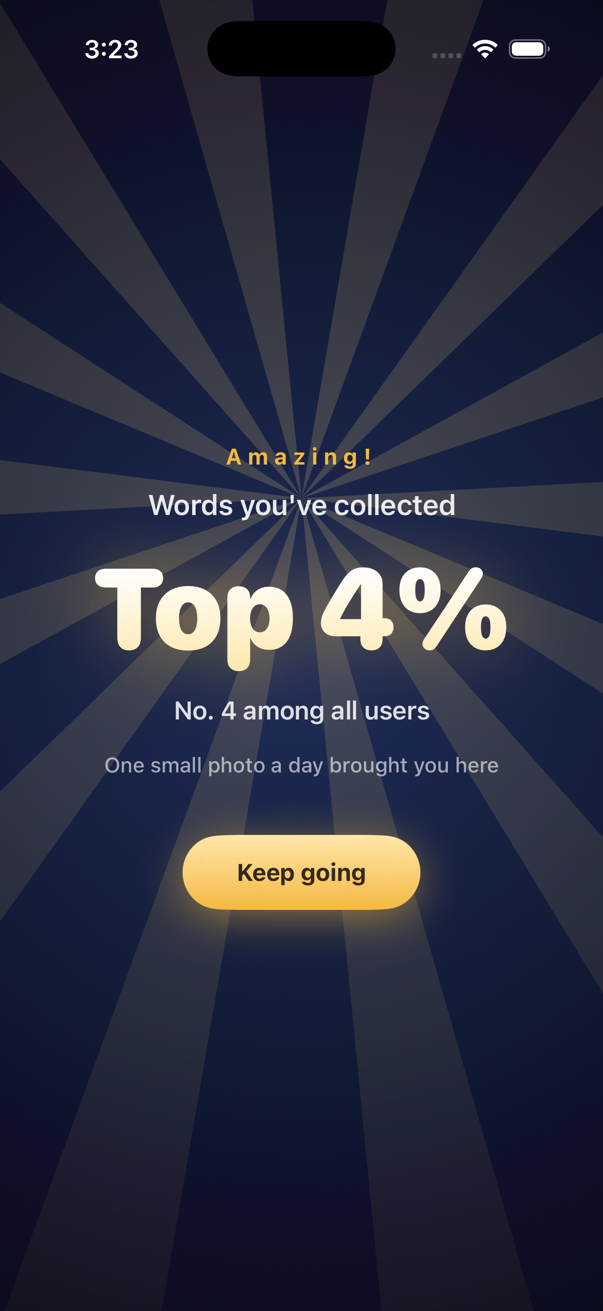 3:23
Amazing!
Words you've collected
Top 4%
No. 4 among all users
One small photo a day brought you here
Keep going